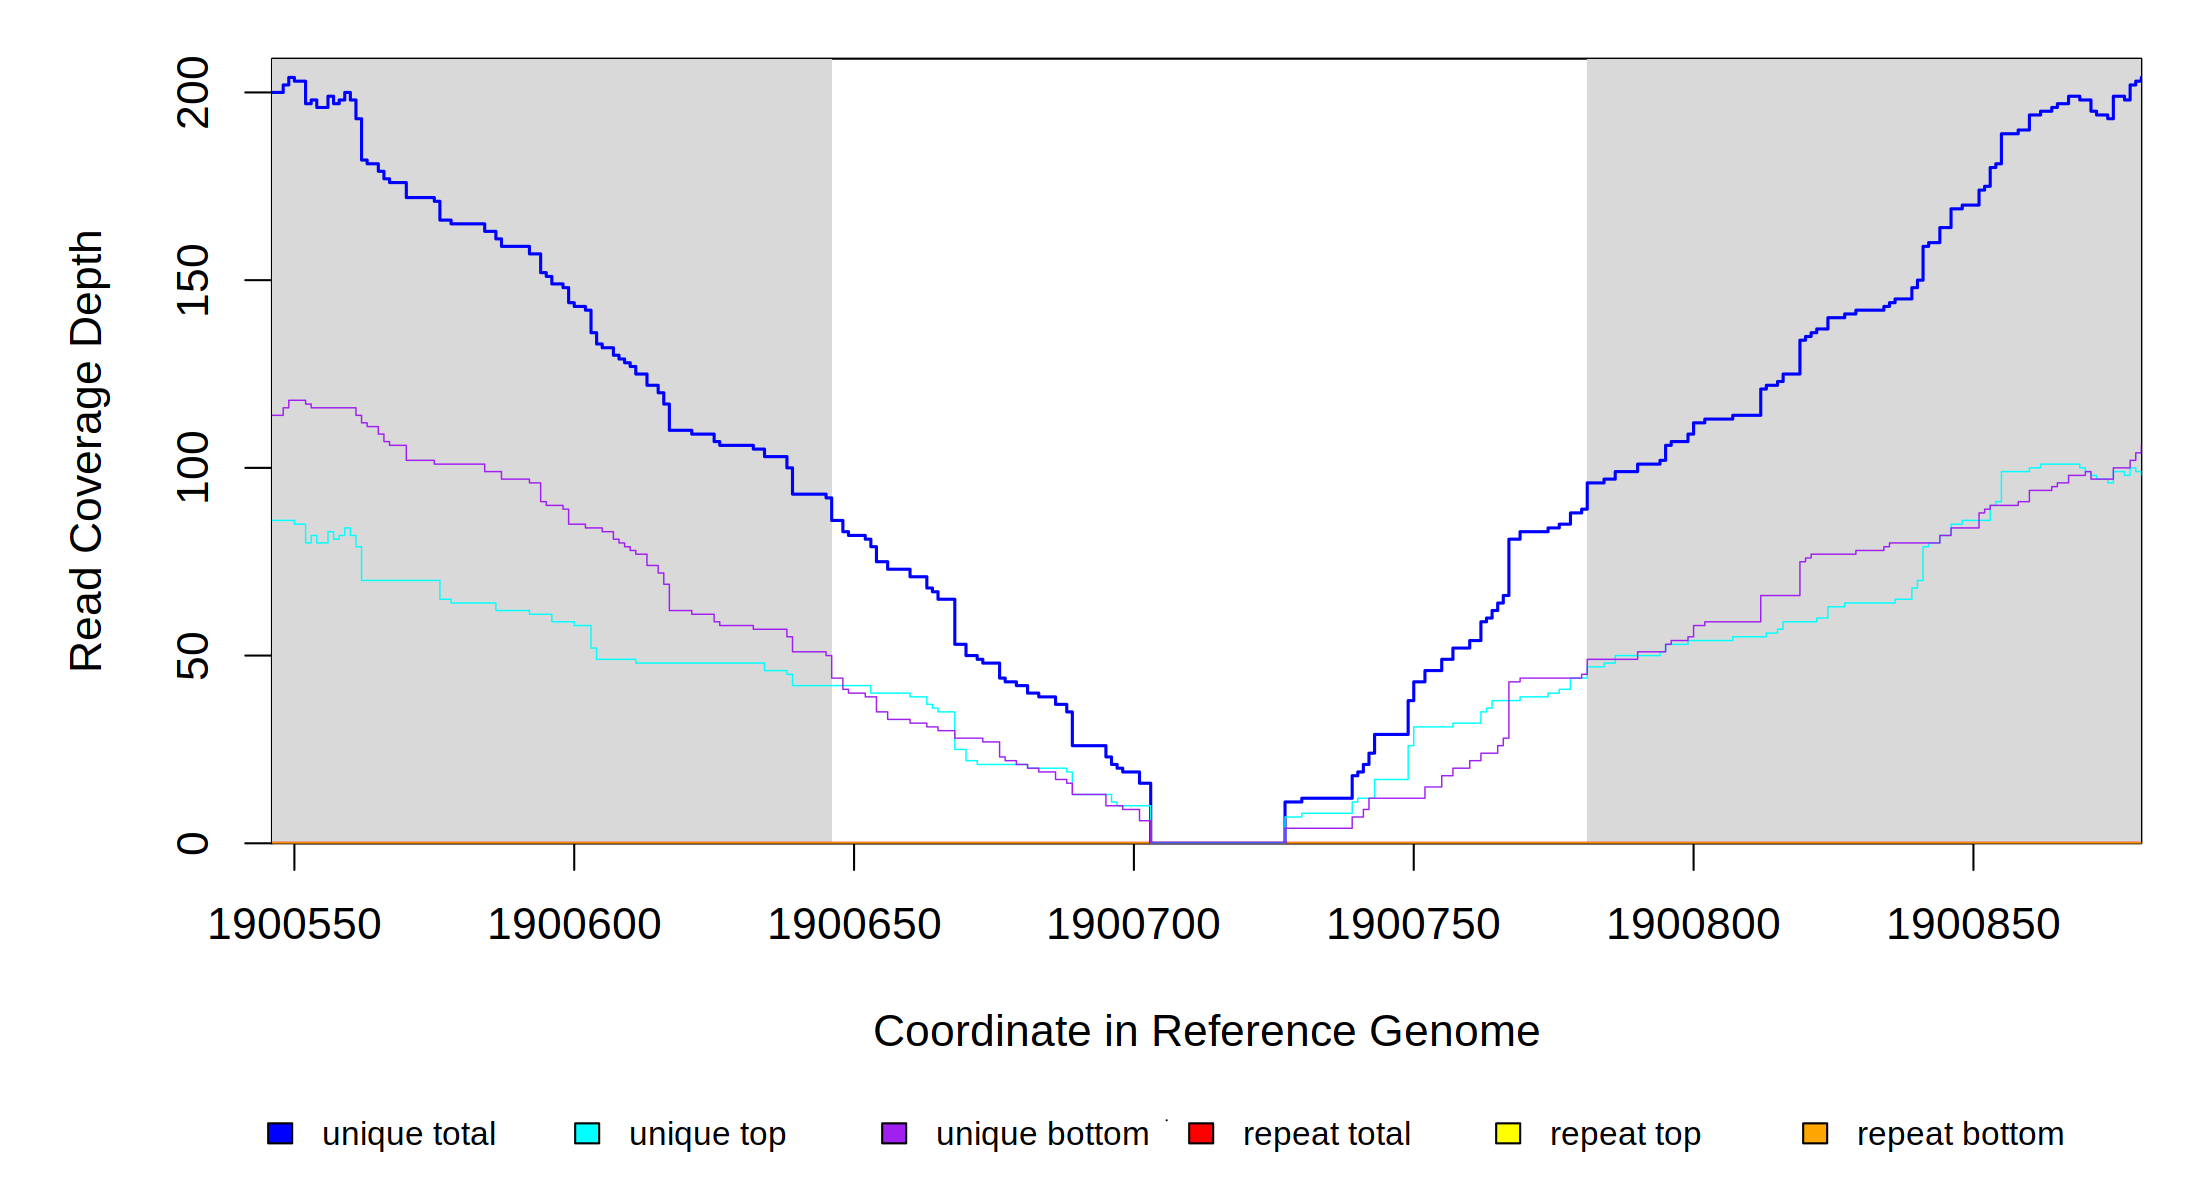 Read Coverage Depth
200
150
100
50
0
1900550 1900600 1900650 1900700 1900750 1900800 1900850
Coordinate in Reference Genome
unique total unique top unique bottom repeat total repeat top repeat bottom